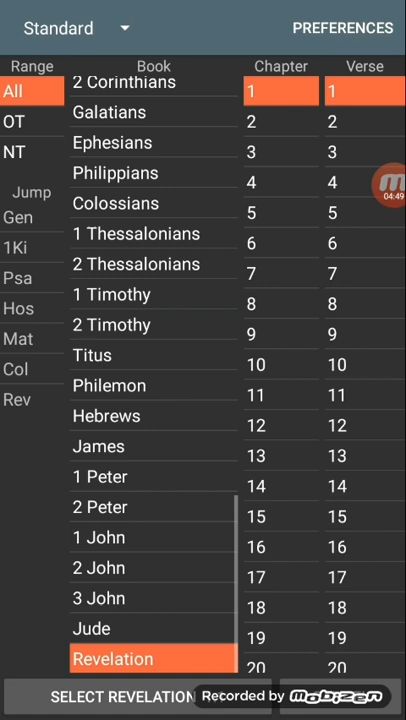 Standard
PREFERENCES
Range
Book
Chapter
Verse
All
OT
NT
Jump
Gen
1Ki
Psa
Hos
Mat
Col
Rev
2 Corinthians
Galatians
Ephesians
Philippians
Colossians
1 Thessalonians
2 Thessalonians
1 Timothy
2 Timothy
Titus
Philemon
Hebrews
James
1 Peter
2 Peter
1 John
2 John
3 John
Jude
Revelation
1
2
3
4
5
6
7
8
9
10
11
12
13
14
15
16
17
18
19
20
1
2
3
4
5
6
7
8
9
10
11
12
13
14
15
16
17
18
19
20
04:49
SELECT REVELATION
Recorded by mobizen